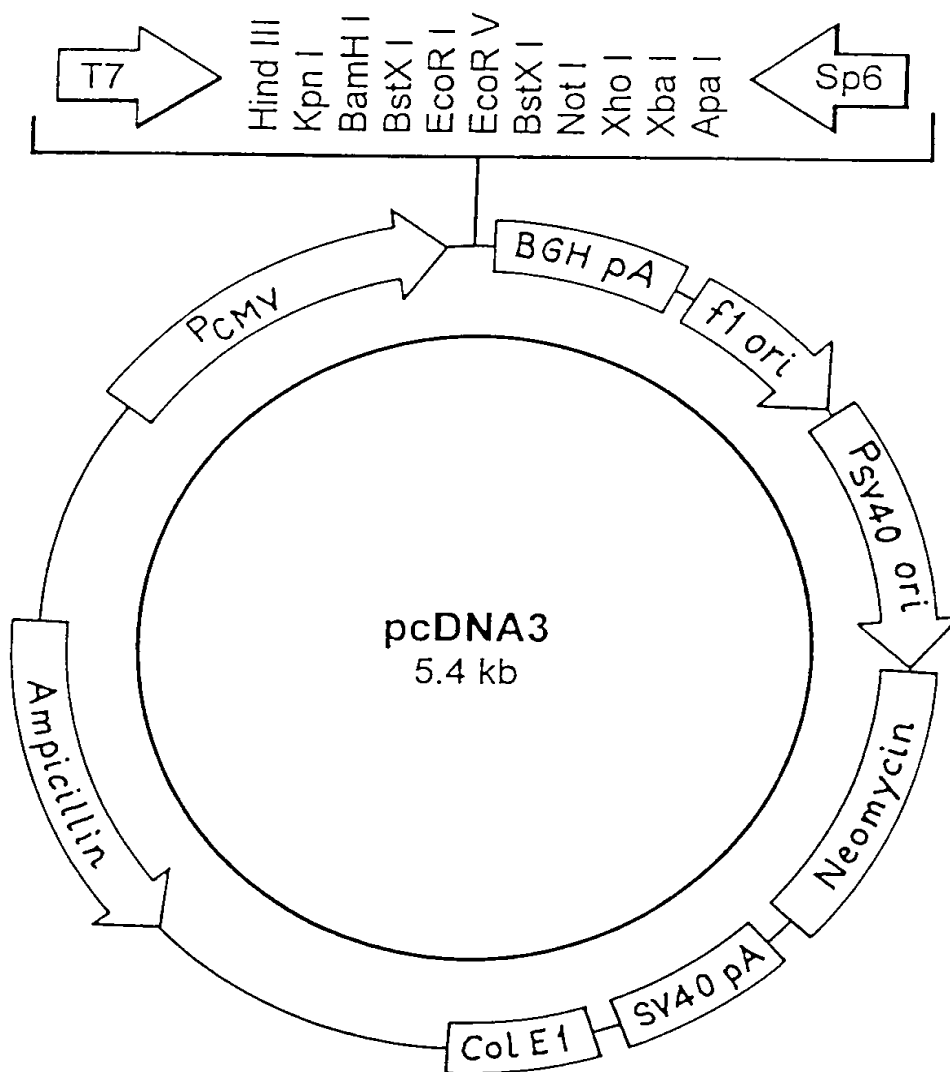 T7
Hind III
Kpn I
BamH I
BstX I
EcoR I
EcoR V
BstX I
Not I
Xho I
Xba I
Apa I
Sp6
PCMV
BGH pA
f1 ori
PSV40 ori
Neomycin
SV40 pA
Col E1
Ampicillin
pcDNA3
5.4 kb